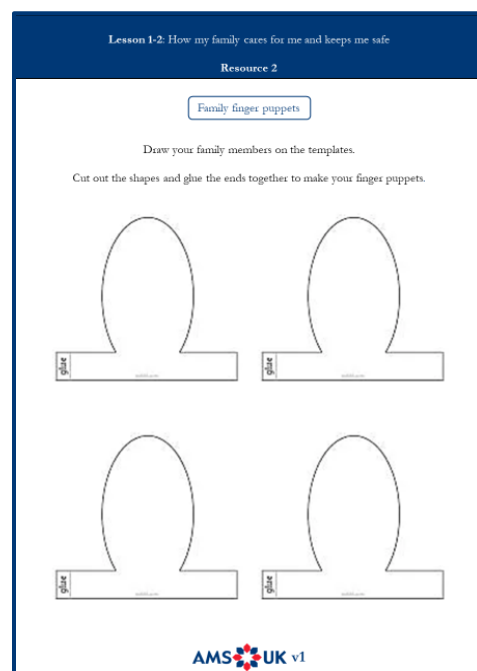 Lesson 1-2: How my family cares for me and keeps me safe
Resource 2
Family finger puppets
Draw your family members on the templates.
Cut out the shapes and glue the ends together to make your finger puppets.
glue
glue
glue
glue
AMS UK v1